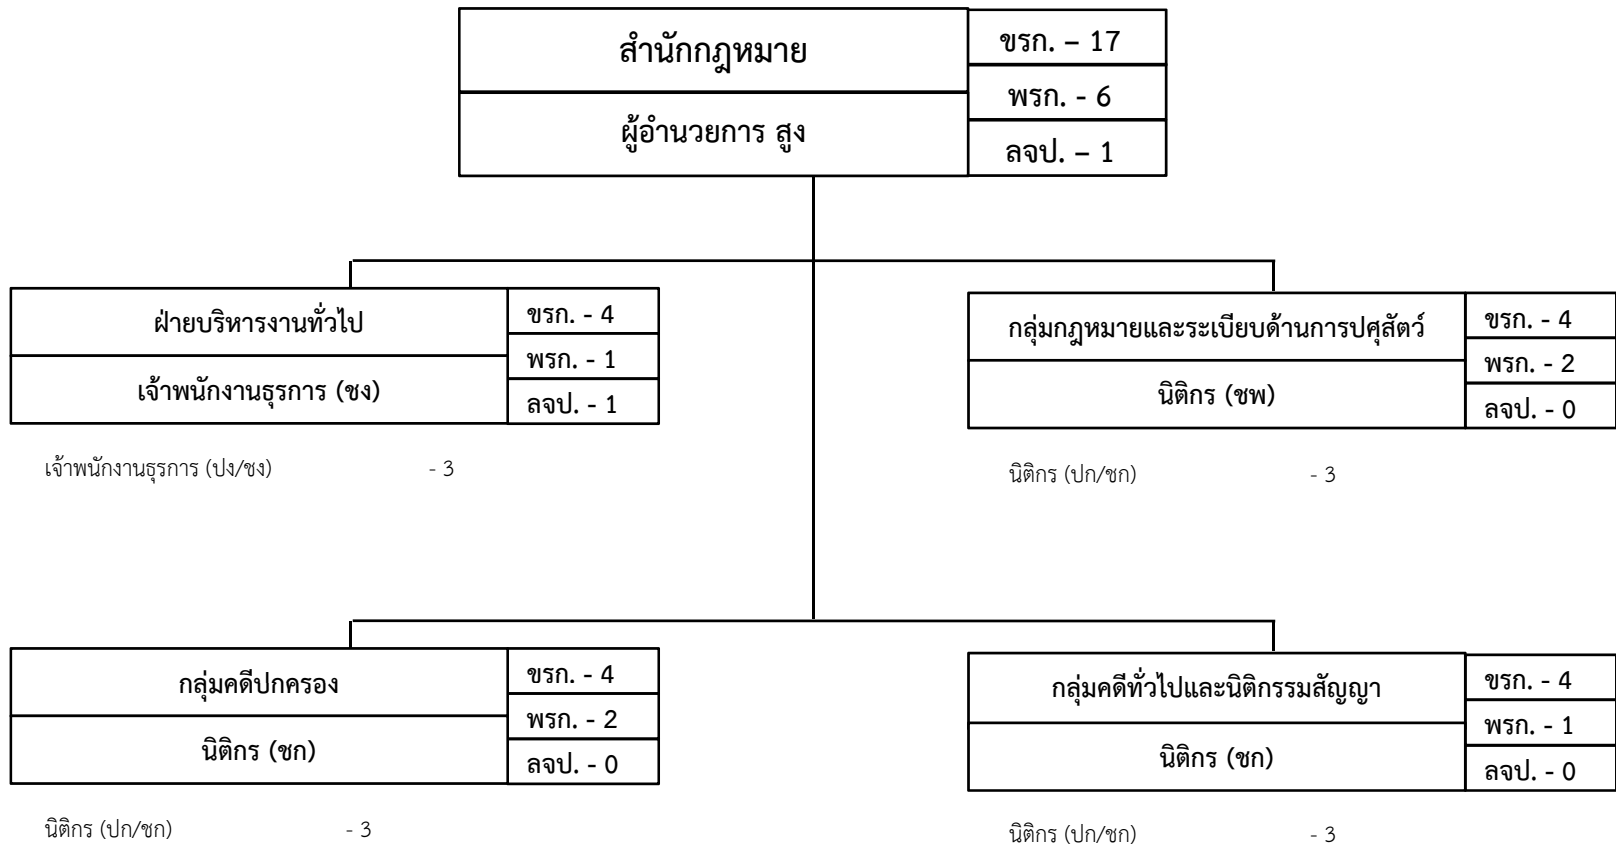 สำนักกฎหมาย
ผู้อำนวยการ สูง
ขรก. – 17
พรก. - 6
ลจป. – 1
ฝ่ายบริหารงานทั่วไป
เจ้าพนักงานธุรการ (ชง)
ขรก. - 4
พรก. - 1
ลจป. - 1
เจ้าพนักงานธุรการ (ปง/ชง) - 3
กลุ่มกฎหมายและระเบียบด้านการปศุสัตว์
นิติกร (ชพ)
ขรก. - 4
พรก. - 2
ลจป. - 0
นิติกร (ปก/ชก) - 3
กลุ่มคดีปกครอง
นิติกร (ชก)
ขรก. - 4
พรก. - 2
ลจป. - 0
นิติกร (ปก/ชก) - 3
กลุ่มคดีทั่วไปและนิติกรรมสัญญา
นิติกร (ชก)
ขรก. - 4
พรก. - 1
ลจป. - 0
นิติกร (ปก/ชก) - 3